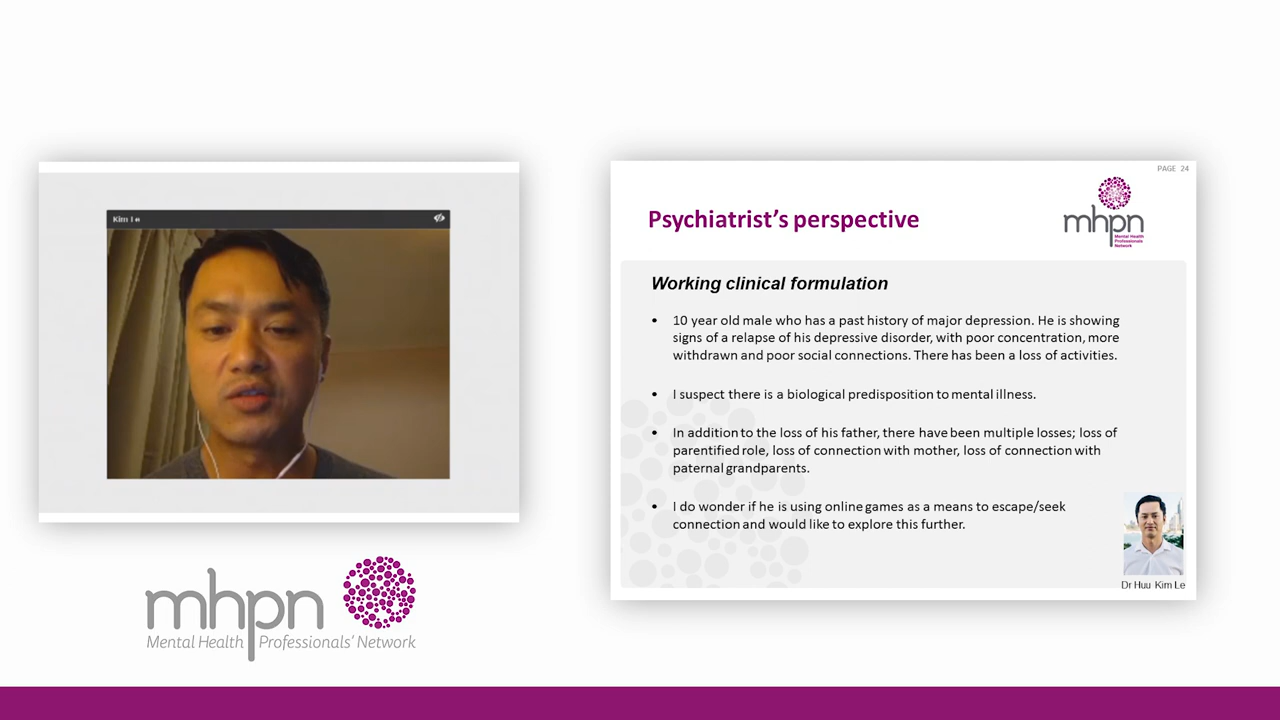 Kim Le
mhpn
Mental Health Professionals' Network
PAGE 24
Psychiatrist's perspective
mhpn
Mental Health
Professionals
Network
Working clinical formulation
• 10 year old male who has a past history of major depression. He is showing
signs of a relapse of his depressive disorder, with poor concentration, more
withdrawn and poor social connections. There has been a loss of activities.
• I suspect there is a biological predisposition to mental illness.
• In addition to the loss of his father, there have been multiple losses; loss of
parentified role, loss of connection with mother, loss of connection with
paternal grandparents.
• I do wonder if he is using online games as a means to escape/seek
connection and would like to explore this further.
Dr Huu Kim Le